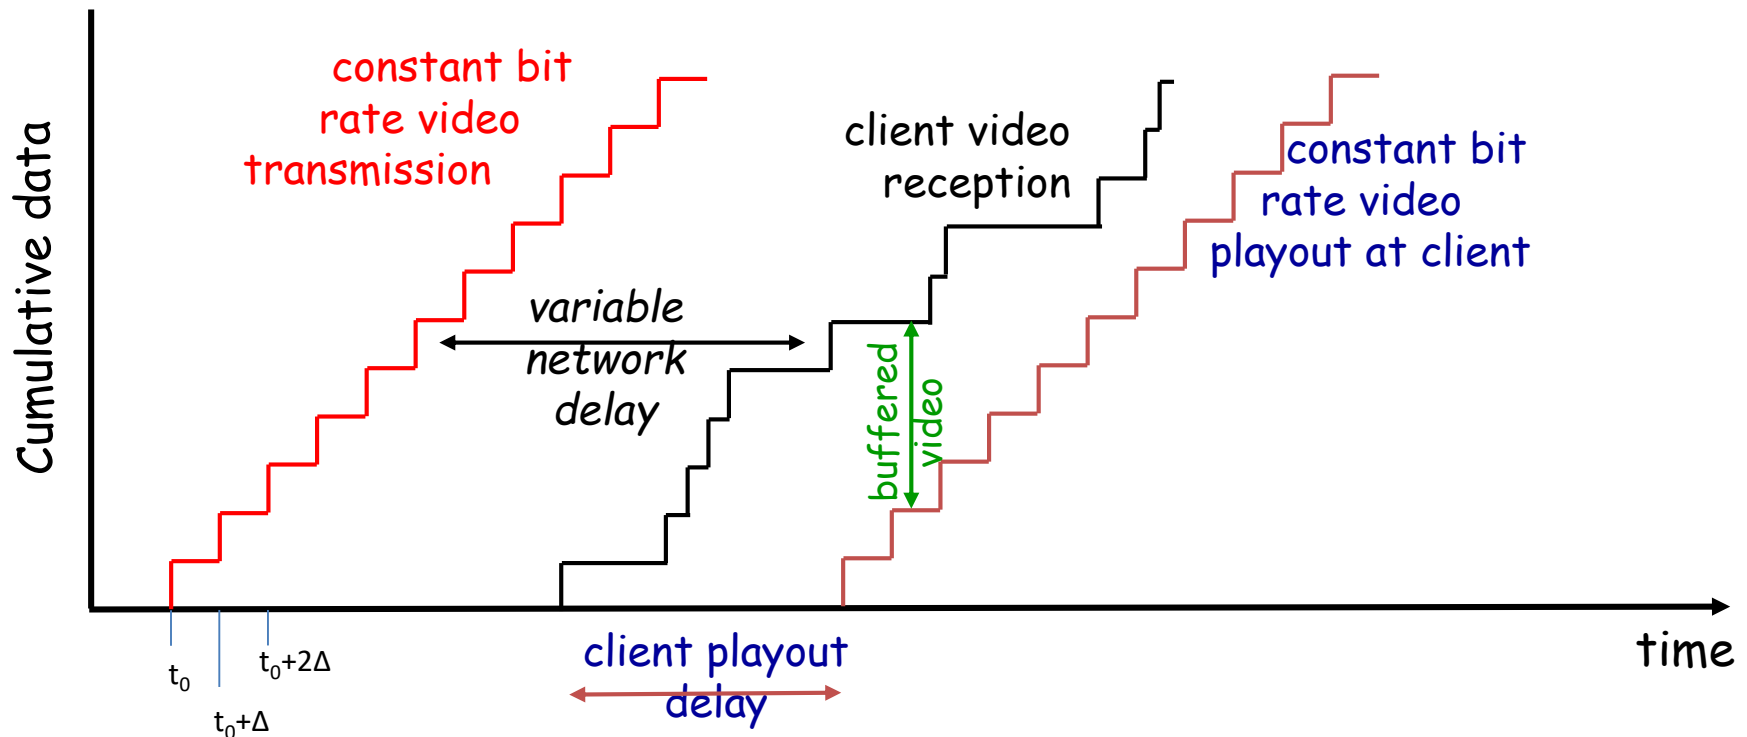 constant bit
rate video
transmission
client video
reception
constant bit
rate video
playout at client
Cumulative data
variable
network
delay
buffered
video
time
t₀
t₀+Δ
t₀+2Δ
client playout
delay